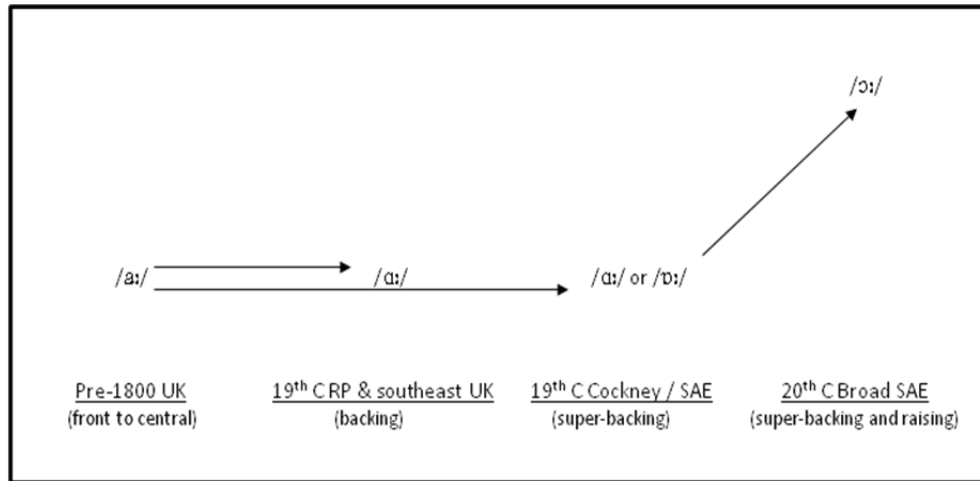 /ɔː/
/aː/ /ɑː/ /ɑː/ or /ɒː/
Pre-1800 UK 19th C RP & southeast UK 19th C Cockney / SAE 20th C Broad SAE
(front to central) (backing) (super-backing) (super-backing and raising)